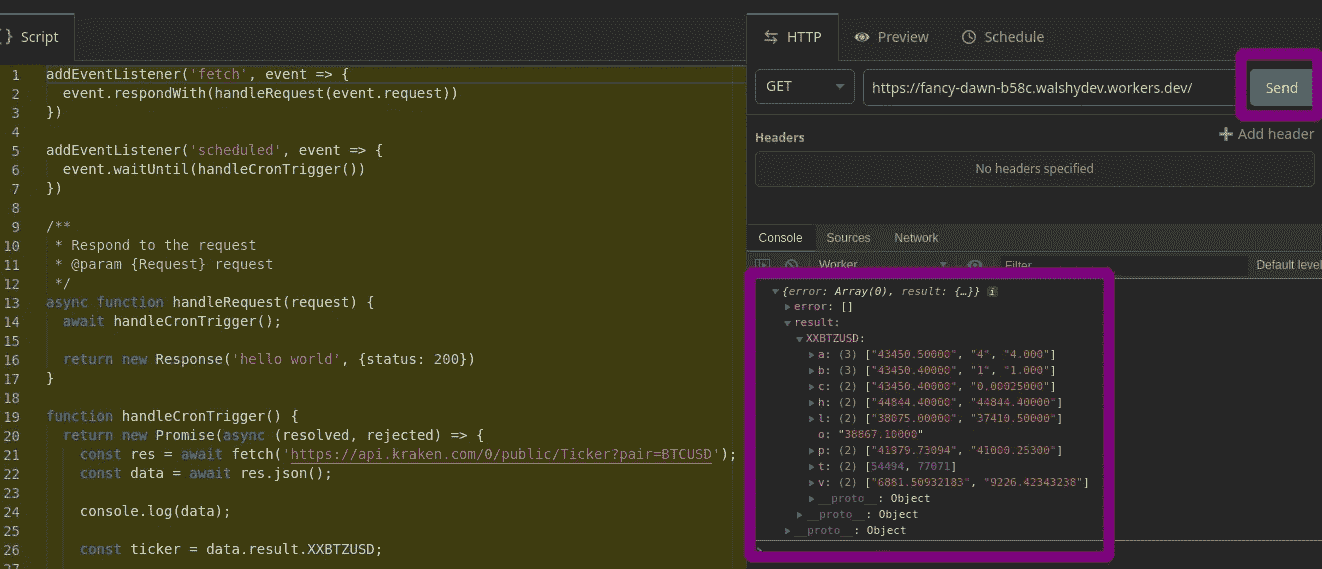 {} Script
1 addEventListener('fetch', event => {
2 event.respondWith(handleRequest(event.request))
3 })
4
5 addEventListener('scheduled', event => {
6 event.waitUntil(handleCronTrigger())
7 })
8
9 /**
10 * Respond to the request
11 * @param {Request} request
12 */
13 async function handleRequest(request) {
14 await handleCronTrigger();
15
16 return new Response('hello world', {status: 200})
17 }
18
19 function handleCronTrigger() {
20 return new Promise(async (resolved, rejected) => {
21 const res = await fetch('https://api.kraken.com/0/public/Ticker?pair=BTCUSD');
22 const data = await res.json();
23
24 console.log(data);
25
26 const ticker = data.result.XXBTZUSD;
27
HTTP Preview Schedule
GET https://fancy-dawn-b58c.walshydev.workers.dev/ Send
Headers + Add header
No headers specified
Console Sources Network
Worker Filter Default level
{error: Array(0), result: {…}} i
error: []
result:
XXBTZUSD:
a: (3) ["43450.50000", "4", "4.000"]
b: (3) ["43450.40000", "1", "1.000"]
c: (2) ["43450.40000", "0.00025000"]
h: (2) ["44844.40000", "44844.40000"]
l: (2) ["38075.00000", "37410.50000"]
o: "38867.10000"
p: (2) ["41979.73094", "41000.25300"]
t: (2) [54494, 77071]
v: (2) ["6881.50932183", "9226.42343238"]
__proto__: Object
__proto__: Object
__proto__: Object